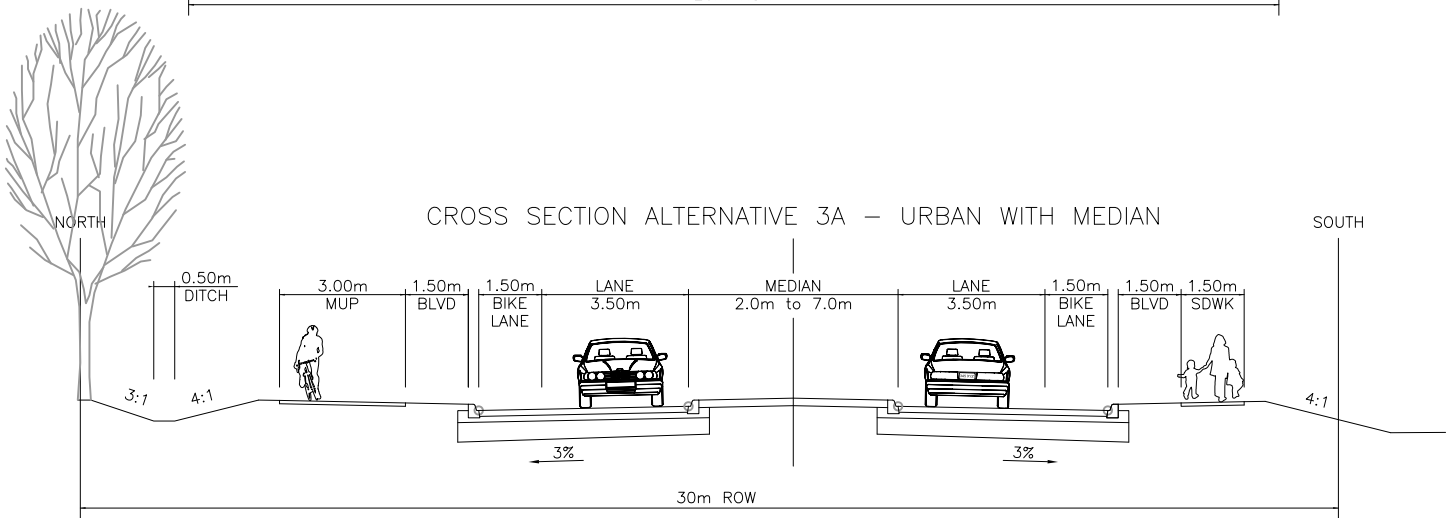 CROSS SECTION ALTERNATIVE 3A – URBAN WITH MEDIAN
NORTH
SOUTH
0.50m
DITCH
3.00m
MUP
1.50m
BLVD
1.50m
BIKE
LANE
LANE
3.50m
MEDIAN
2.0m to 7.0m
LANE
3.50m
1.50m
BIKE
LANE
1.50m
BLVD
1.50m
SDWK
3:1
4:1
4:1
3%
3%
30m ROW